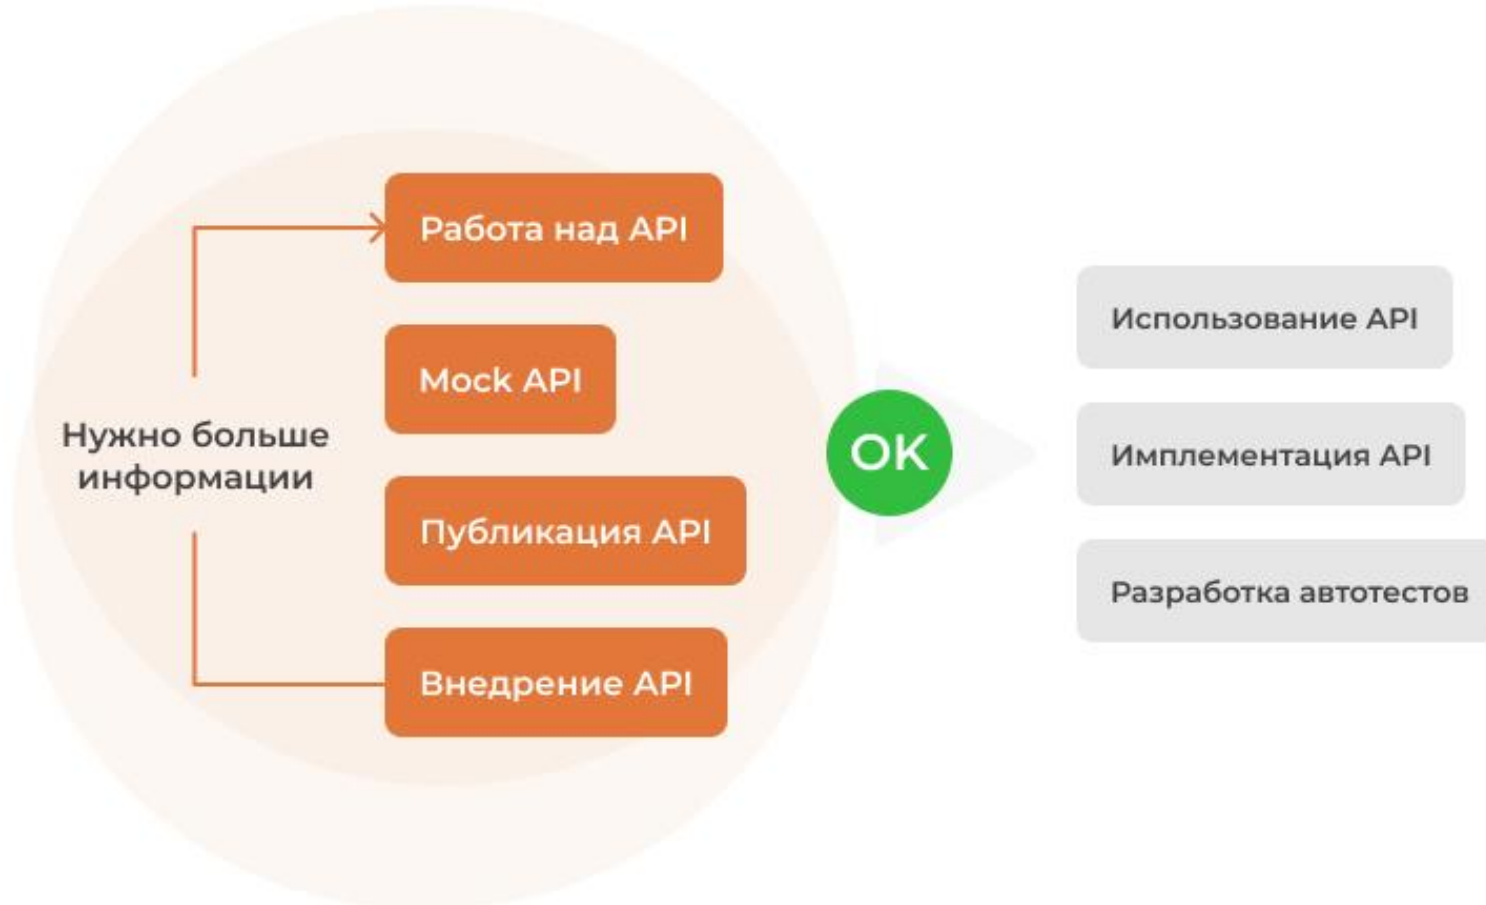 Работа над API
Mock API
Нужно больше
информации
Публикация API
Внедрение API
OK
Использование API
Имплементация API
Разработка автотестов